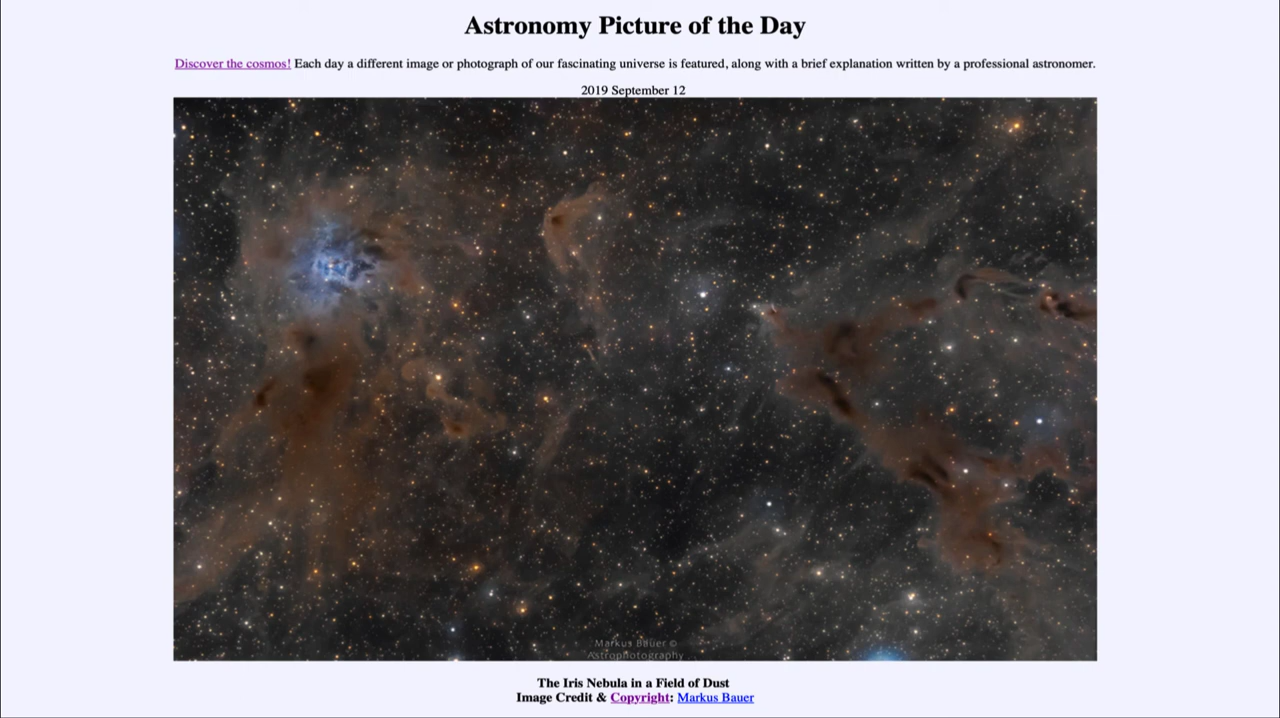 Astronomy Picture of the Day
Discover the cosmos! Each day a different image or photograph of our fascinating universe is featured, along with a brief explanation written by a professional astronomer.
2019 September 12
Markus Bauer ©
Astrophotography
The Iris Nebula in a Field of Dust
Image Credit & Copyright: Markus Bauer